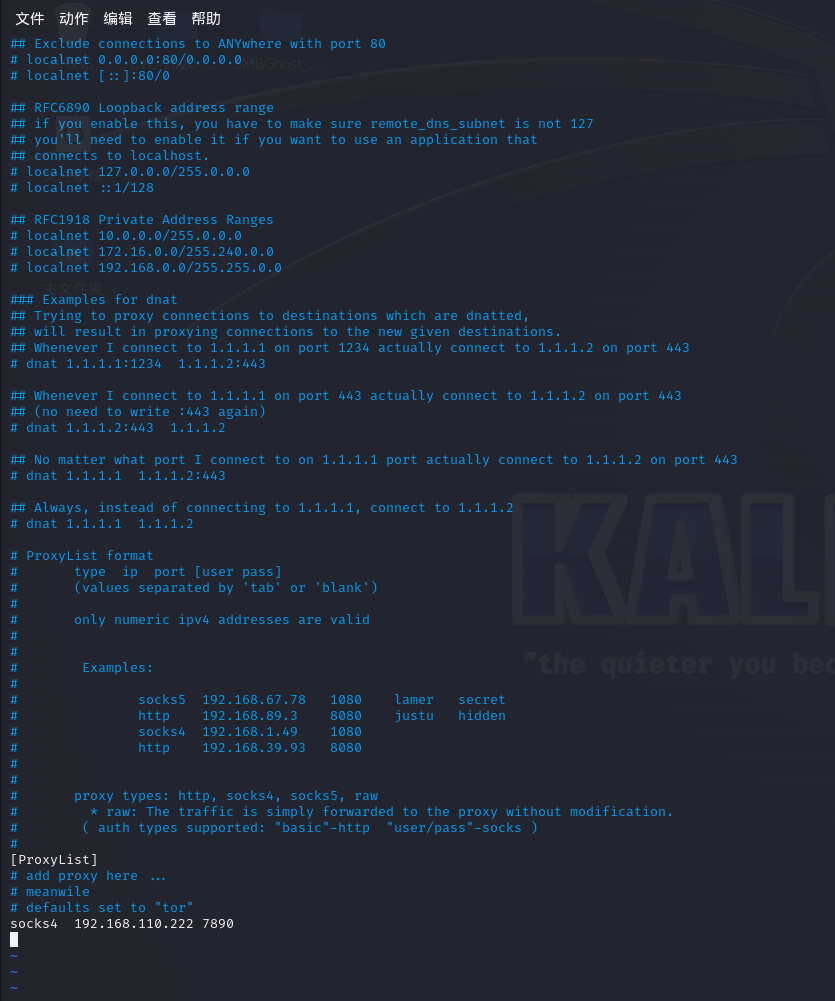 文件 动作 编辑 查看 帮助
## Exclude connections to ANYwhere with port 80
# localnet 0.0.0.0:80/0.0.0.0
# localnet [::]:80/0
## RFC6890 Loopback address range
## if you enable this, you have to make sure remote_dns_subnet is not 127
## you'll need to enable it if you want to use an application that
## connects to localhost.
# localnet 127.0.0.0/255.0.0.0
# localnet ::1/128
## RFC1918 Private Address Ranges
# localnet 10.0.0.0/255.0.0.0
# localnet 172.16.0.0/255.240.0.0
# localnet 192.168.0.0/255.255.0.0
### Examples for dnat
## Trying to proxy connections to destinations which are dnatted,
## will result in proxying connections to the new given destinations.
## Whenever I connect to 1.1.1.1 on port 1234 actually connect to 1.1.1.2 on port 443
# dnat 1.1.1.1:1234  1.1.1.2:443
## Whenever I connect to 1.1.1.1 on port 443 actually connect to 1.1.1.2 on port 443
## (no need to write :443 again)
# dnat 1.1.1.2:443  1.1.1.2
## No matter what port I connect to on 1.1.1.1 port actually connect to 1.1.1.2 on port 443
# dnat 1.1.1.1  1.1.1.2:443
## Always, instead of connecting to 1.1.1.1, connect to 1.1.1.2
# dnat 1.1.1.1  1.1.1.2
# ProxyList format
#       type  ip  port [user pass]
#       (values separated by 'tab' or 'blank')
#
#       only numeric ipv4 addresses are valid
#
#
#        Examples:
#
#               socks5  192.168.67.78   1080    lamer   secret
#               http    192.168.89.3    8080    justu   hidden
#               socks4  192.168.1.49    1080
#               http    192.168.39.93   8080
#
#
#       proxy types: http, socks4, socks5, raw
#         * raw: The traffic is simply forwarded to the proxy without modification.
#        ( auth types supported: "basic"-http  "user/pass"-socks )
#
[ProxyList]
# add proxy here ...
# meanwile
# defaults set to "tor"
socks4  192.168.110.222 7890
~
~
~
KALI
"the quieter you bec
主文件夹